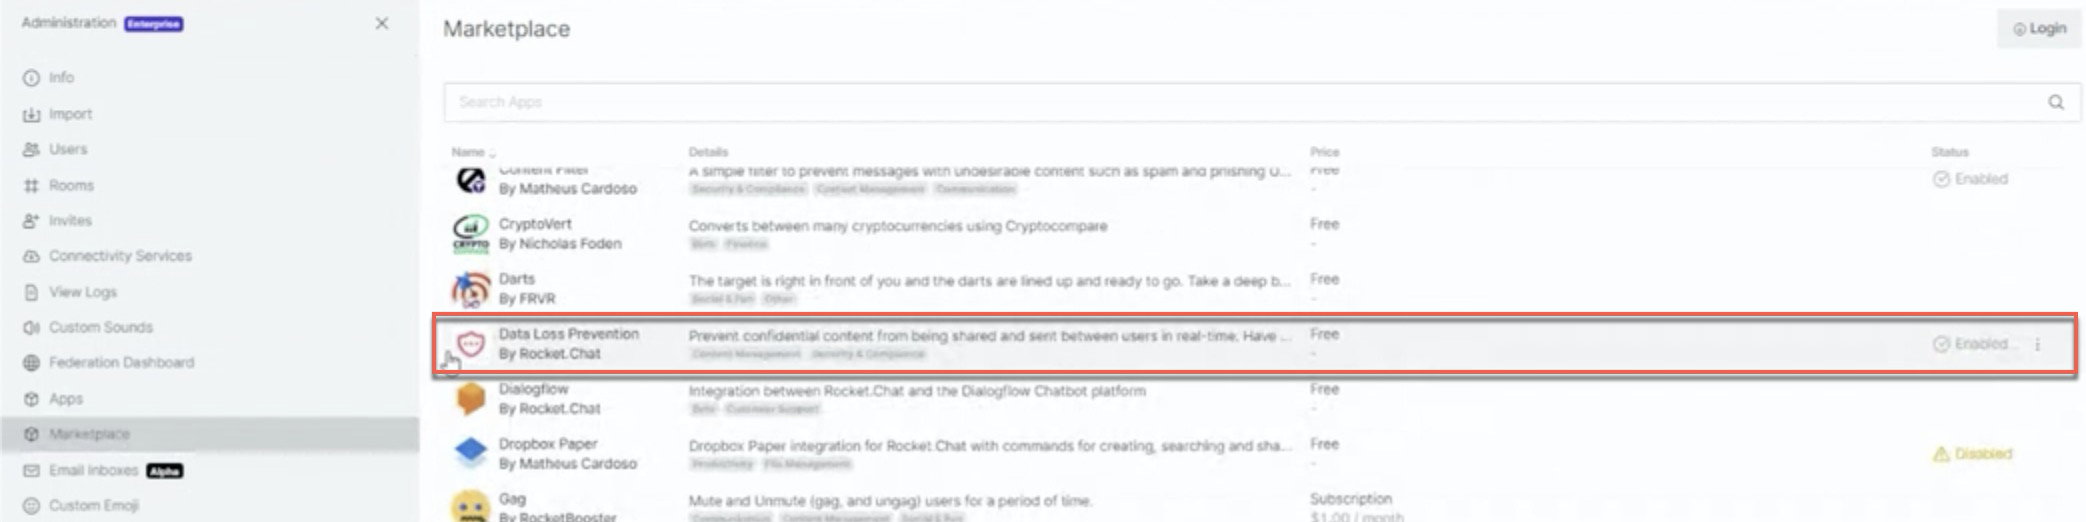 Administration Enterprise
Info
Import
Users
Rooms
Invites
Connectivity Services
View Logs
Custom Sounds
Federation Dashboard
Apps
Marketplace
Email Inboxes Alpha
Custom Emoji
Marketplace
Login
Search Apps
Name Details Price Status
Content Filter A simple filter to prevent messages with undesirable content such as spam and phishing U... Free
By Matheus Cardoso Security & Compliance Content Management Communication - Enabled
CryptoVert Converts between many cryptocurrencies using Cryptocompare Free
By Nicholas Foden Bots Finance -
CRYPTO
Darts The target is right in front of you and the darts are lined up and ready to go. Take a deep b... Free
By FRVR Social & Fun Other -
Data Loss Prevention Prevent confidential content from being shared and sent between users in real-time. Have ... Free
By Rocket.Chat Content Management Security & Compliance - Enabled
Dialogflow Integration between Rocket.Chat and the Dialogflow Chatbot platform Free
By Rocket.Chat Bots Customer Support -
Dropbox Paper Dropbox Paper integration for Rocket.Chat with commands for creating, searching and sha... Free
By Matheus Cardoso Productivity File Management - Disabled
Gag Mute and Unmute (gag, and ungag) users for a period of time. Subscription
By RocketBooster Communication Content Management Social & Fun $1.00 / month